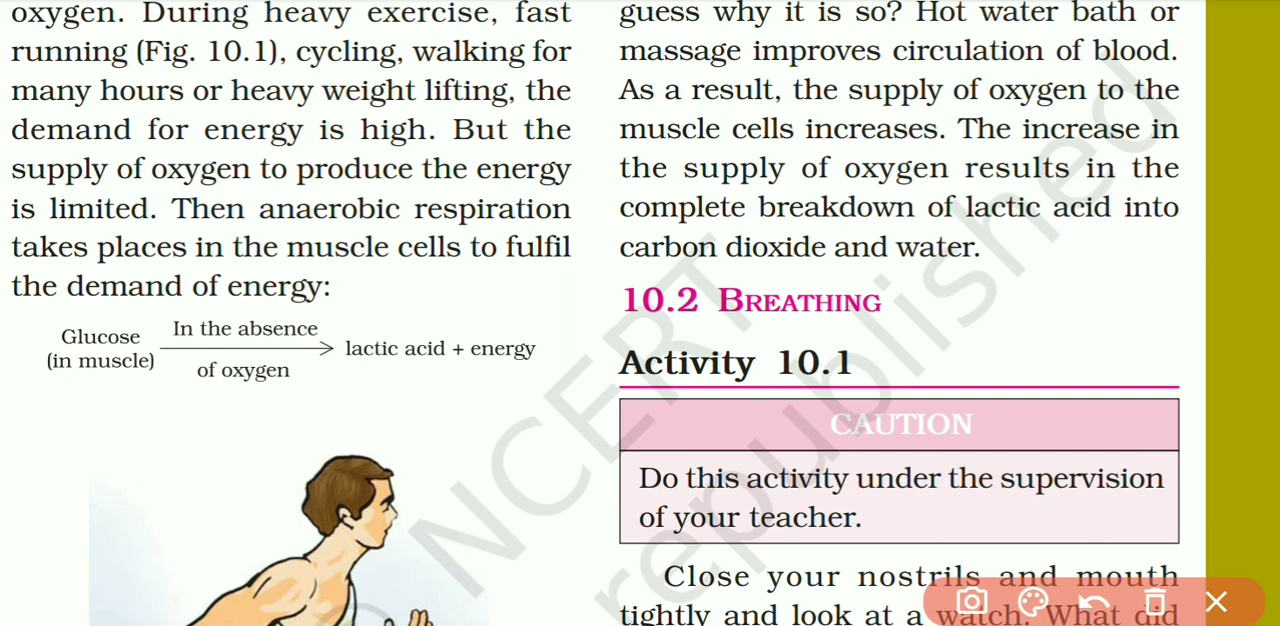 oxygen. During heavy exercise, fast
running (Fig. 10.1), cycling, walking for
many hours or heavy weight lifting, the
demand for energy is high. But the
supply of oxygen to produce the energy
is limited. Then anaerobic respiration
takes places in the muscle cells to fulfil
the demand of energy:
Glucose
(in muscle)
In the absence
of oxygen
lactic acid + energy
guess why it is so? Hot water bath or
massage improves circulation of blood.
As a result, the supply of oxygen to the
muscle cells increases. The increase in
the supply of oxygen results in the
complete breakdown of lactic acid into
carbon dioxide and water.
10.2 BREATHING
Activity 10.1
CAUTION
Do this activity under the supervision
of your teacher.
Close your nostrils and mouth
tightly and look at a watch. What did
NCERT
republished